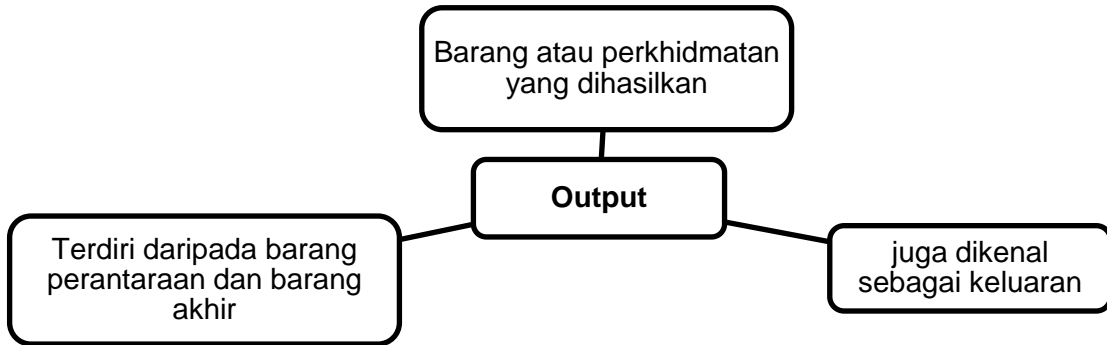 Barang atau perkhidmatan
yang dihasilkan
Output
Terdiri daripada barang
perantaraan dan barang
akhir
juga dikenal
sebagai keluaran